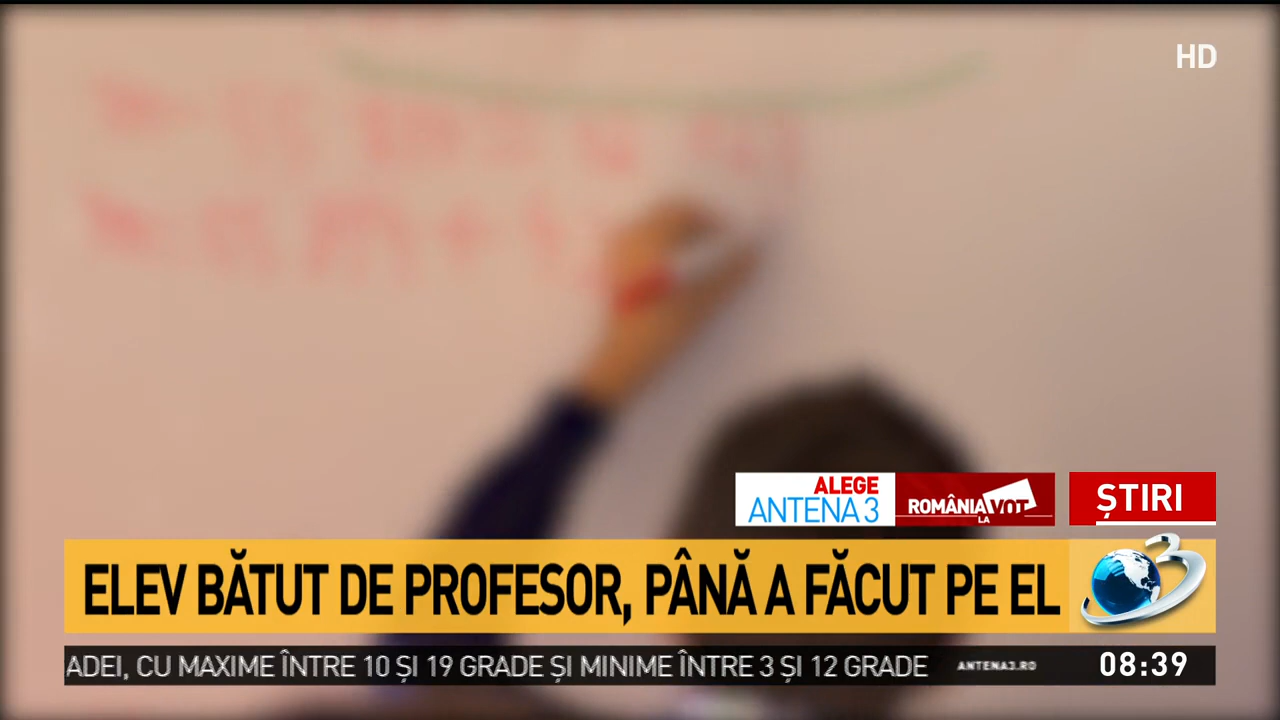 HD
ALEGE
ANTENA 3
ROMÂNIA VOT
LA
ȘTIRI
ELEV BĂTUT DE PROFESOR, PÂNĂ A FĂCUT PE EL
3
ADEI, CU MAXIME ÎNTRE 10 ȘI 19 GRADE ȘI MINIME ÎNTRE 3 ȘI 12 GRADE
ANTENA3.RO
08:39